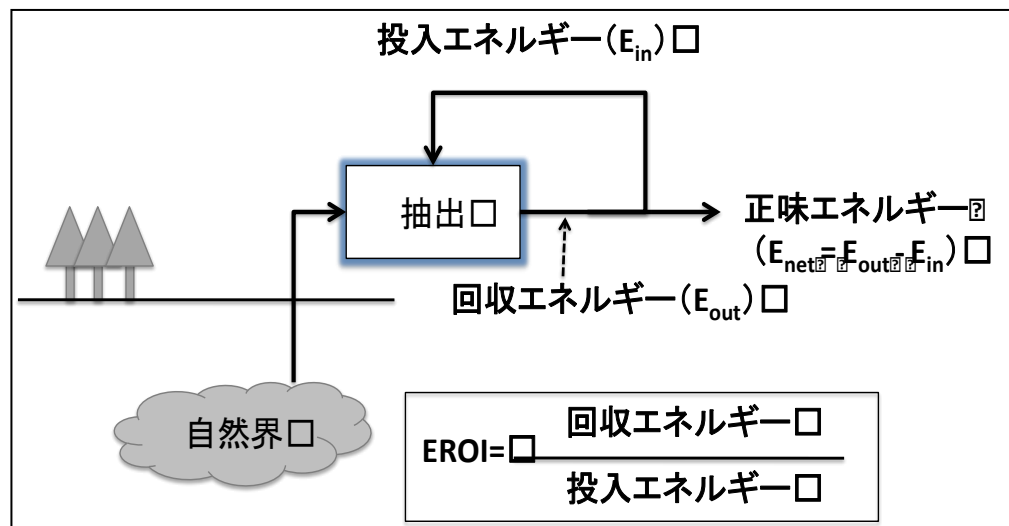 投入エネルギー（Ein）□
抽出□
正味エネルギー
（Enet=Eout-Ein）□
回収エネルギー（Eout）□
自然界□
EROI=□
回収エネルギー□
投入エネルギー□